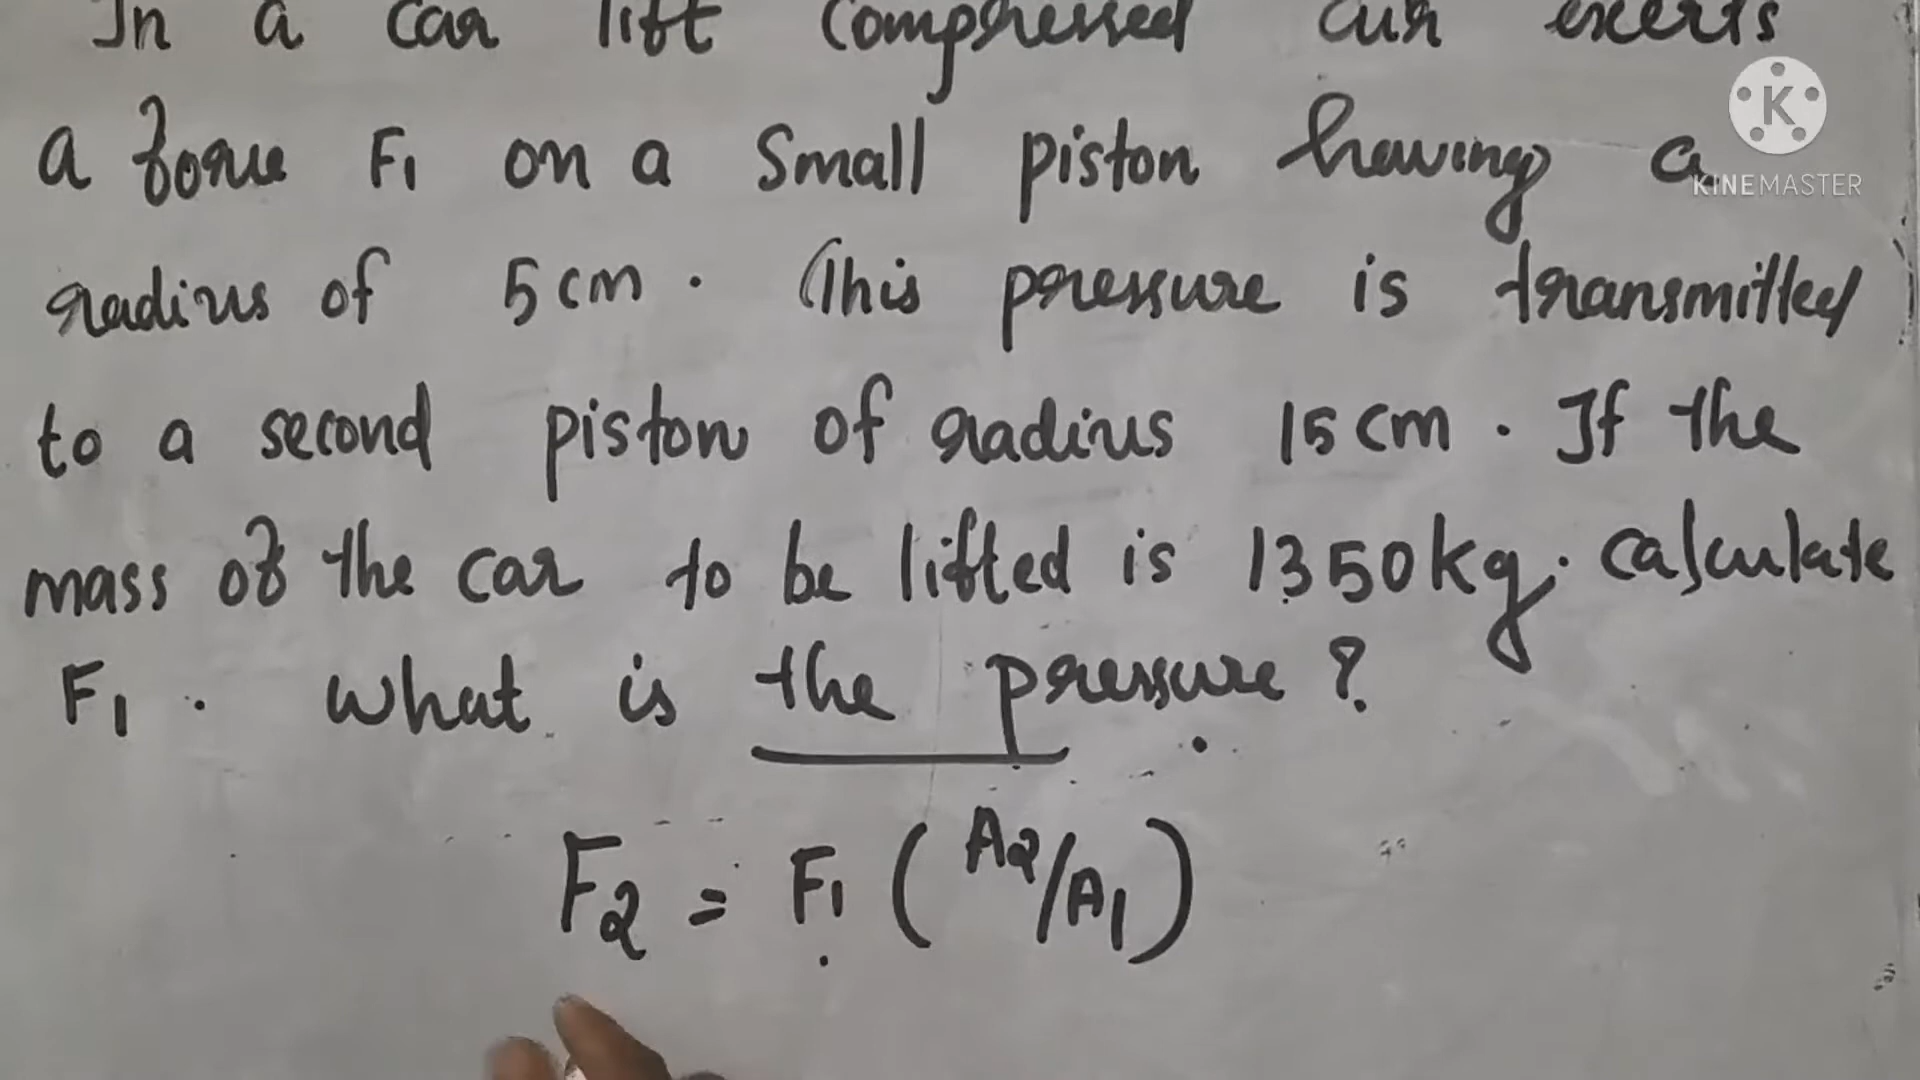 In a car lift compressed air exerts
a force F1 on a small piston having a
radius of 5 cm. This pressure is transmitted
to a second piston of radius 15 cm. If the
mass of the car to be lifted is 1350 kg. calculate
F1. what is the pressure?
F2 = F1 (A2/A1)
K
KINEMASTER